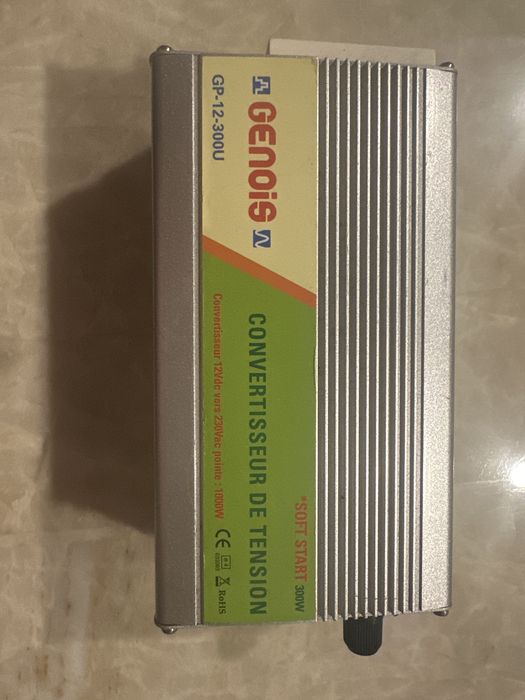 GENOIS
GP-12-300U
CONVERTISSEUR DE TENSION
*SOFT START 300W
Convertisseur 12Vdc vers 230Vac pointe : 1000W
CE
RoHS